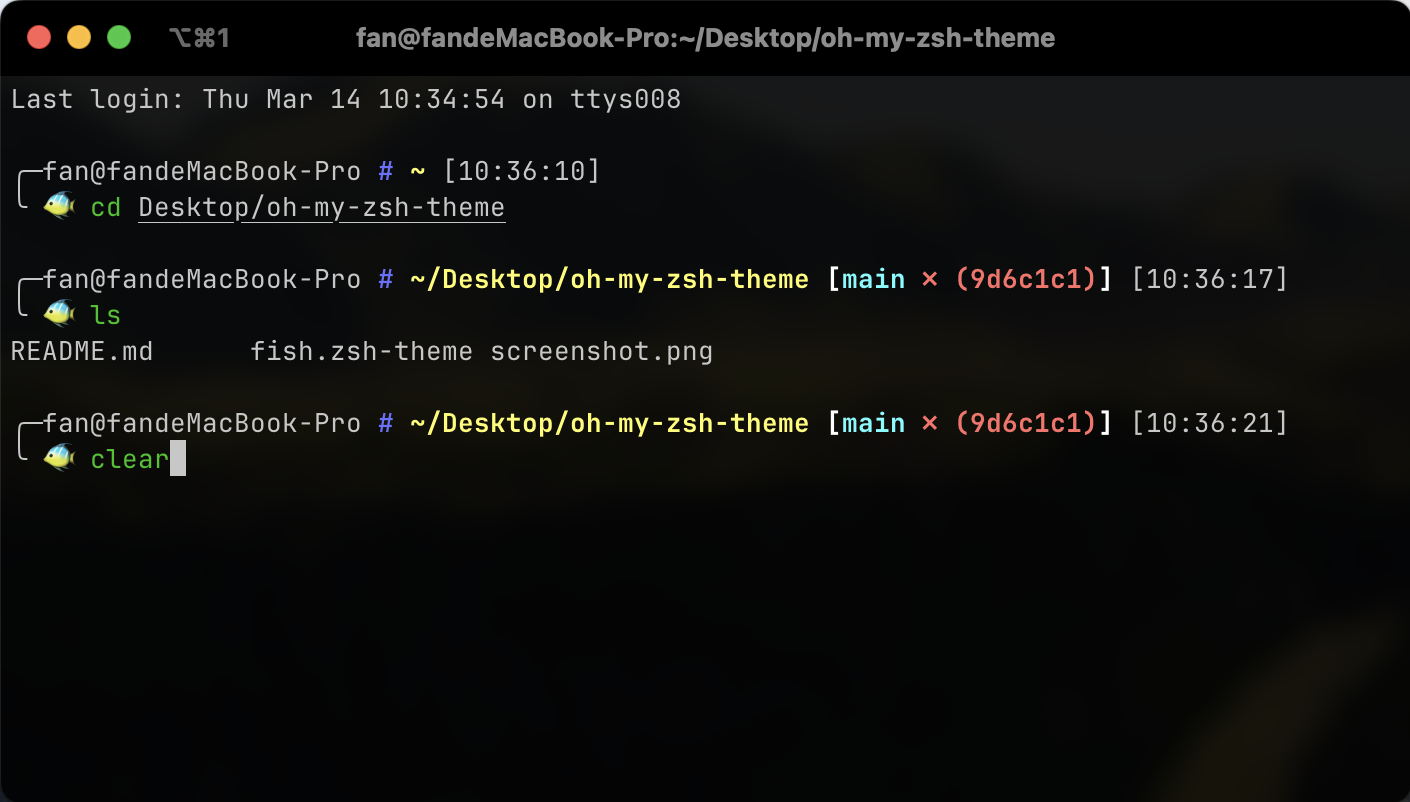 ⌥⌘1 fan@fandeMacBook-Pro:~/Desktop/oh-my-zsh-theme
Last login: Thu Mar 14 10:34:54 on ttys008
╭─fan@fandeMacBook-Pro # ~ [10:36:10]
╰ 🐠 cd Desktop/oh-my-zsh-theme
╭─fan@fandeMacBook-Pro # ~/Desktop/oh-my-zsh-theme [main × (9d6c1c1)] [10:36:17]
╰ 🐠 ls
README.md      fish.zsh-theme screenshot.png
╭─fan@fandeMacBook-Pro # ~/Desktop/oh-my-zsh-theme [main × (9d6c1c1)] [10:36:21]
╰ 🐠 clear